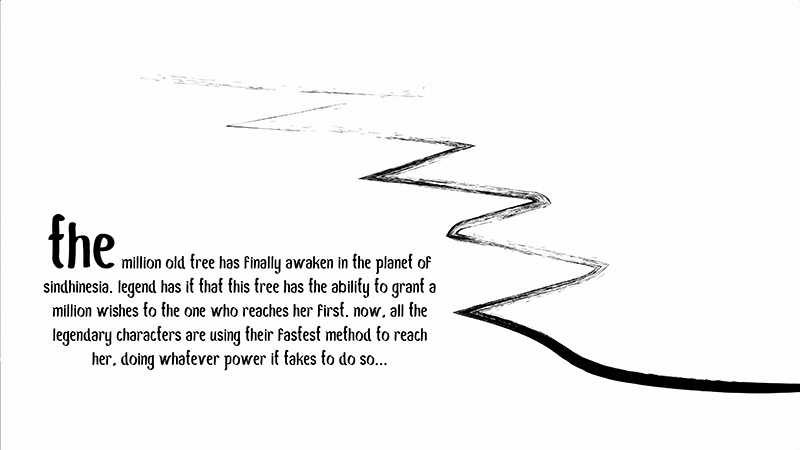 the million old tree has finally awaken in the planet of
sindhinesia. legend has it that this tree has the ability to grant a
million wishes to the one who reaches her first. now, all the
legendary characters are using their fastest method to reach
her, doing whatever power it takes to do so...